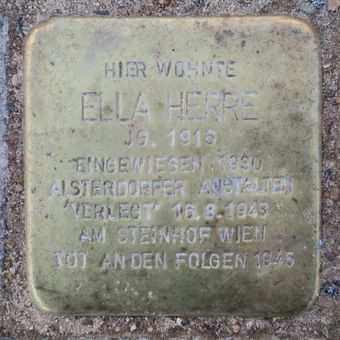 HIER WOHNTE
ELLA HERRE
JG. 1916
EINGEWIESEN 1930
ALSTERDORFER ANSTALTEN
"VERLEGT" 16.8.1943
AM STEINHOF WIEN
TOT AN DEN FOLGEN 1945